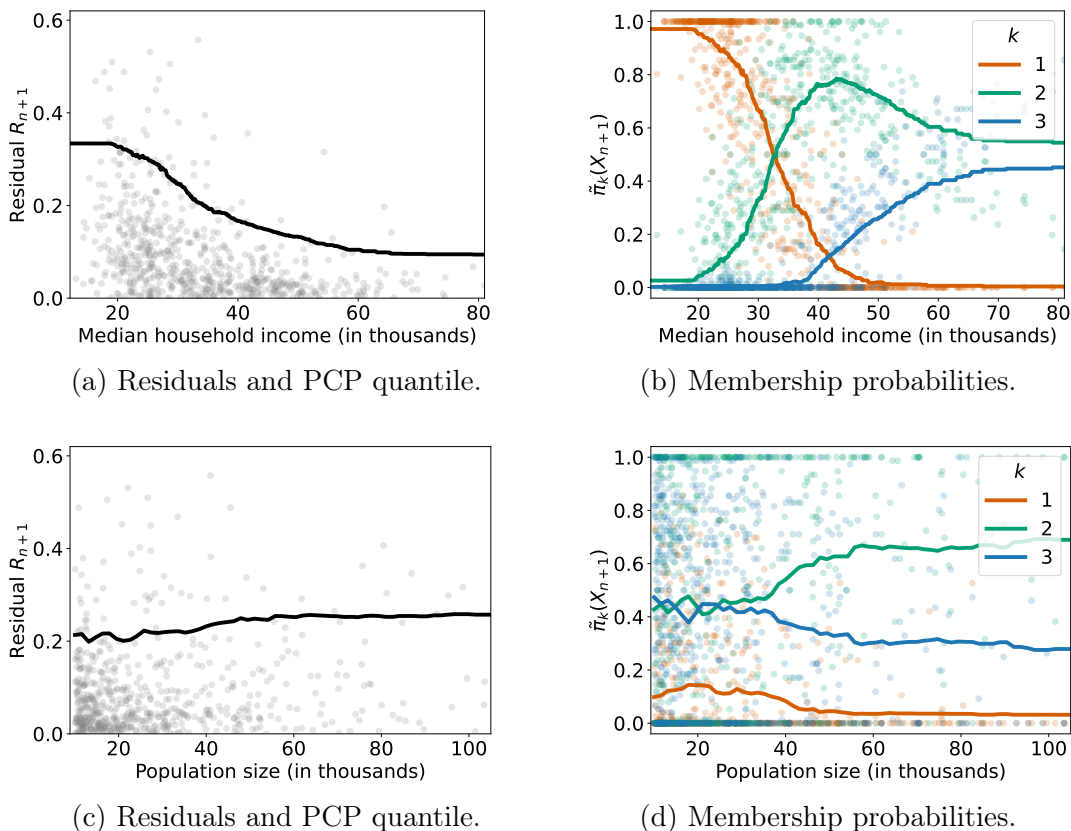 0.6
0.4
0.2
0.0
Residual R_{n+1}
20 30 40 50 60 70 80
Median household income (in thousands)
(a) Residuals and PCP quantile.
1.0
0.8
0.6
0.4
0.2
0.0
π̃_k(X_{n+1})
k
1
2
3
20 30 40 50 60 70 80
Median household income (in thousands)
(b) Membership probabilities.
0.6
0.4
0.2
0.0
Residual R_{n+1}
20 40 60 80 100
Population size (in thousands)
(c) Residuals and PCP quantile.
1.0
0.8
0.6
0.4
0.2
0.0
π̃_k(X_{n+1})
k
1
2
3
20 40 60 80 100
Population size (in thousands)
(d) Membership probabilities.